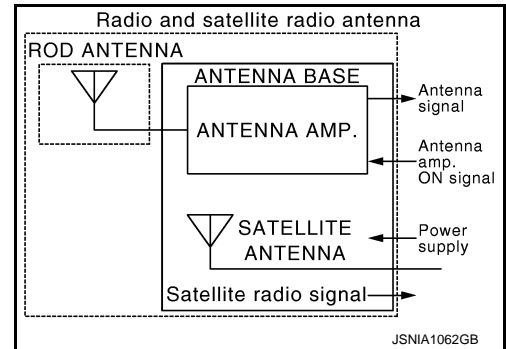 Radio and satellite radio antenna
ROD ANTENNA
ANTENNA BASE
ANTENNA AMP.
Antenna
signal
Antenna
amp.
ON signal
SATELLITE
ANTENNA
Power
supply
Satellite radio signal
JSNIA1062GB